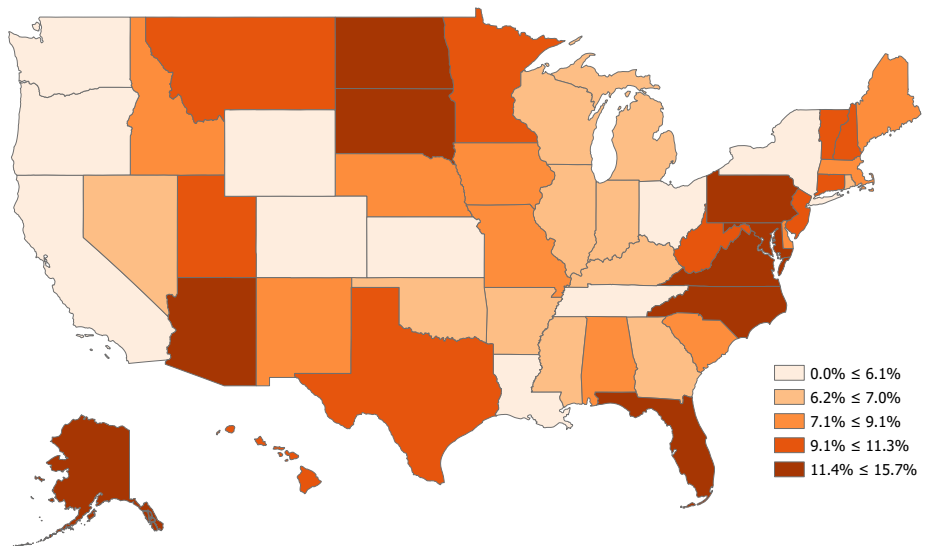 0.0% ≤ 6.1%
6.2% ≤ 7.0%
7.1% ≤ 9.1%
9.1% ≤ 11.3%
11.4% ≤ 15.7%